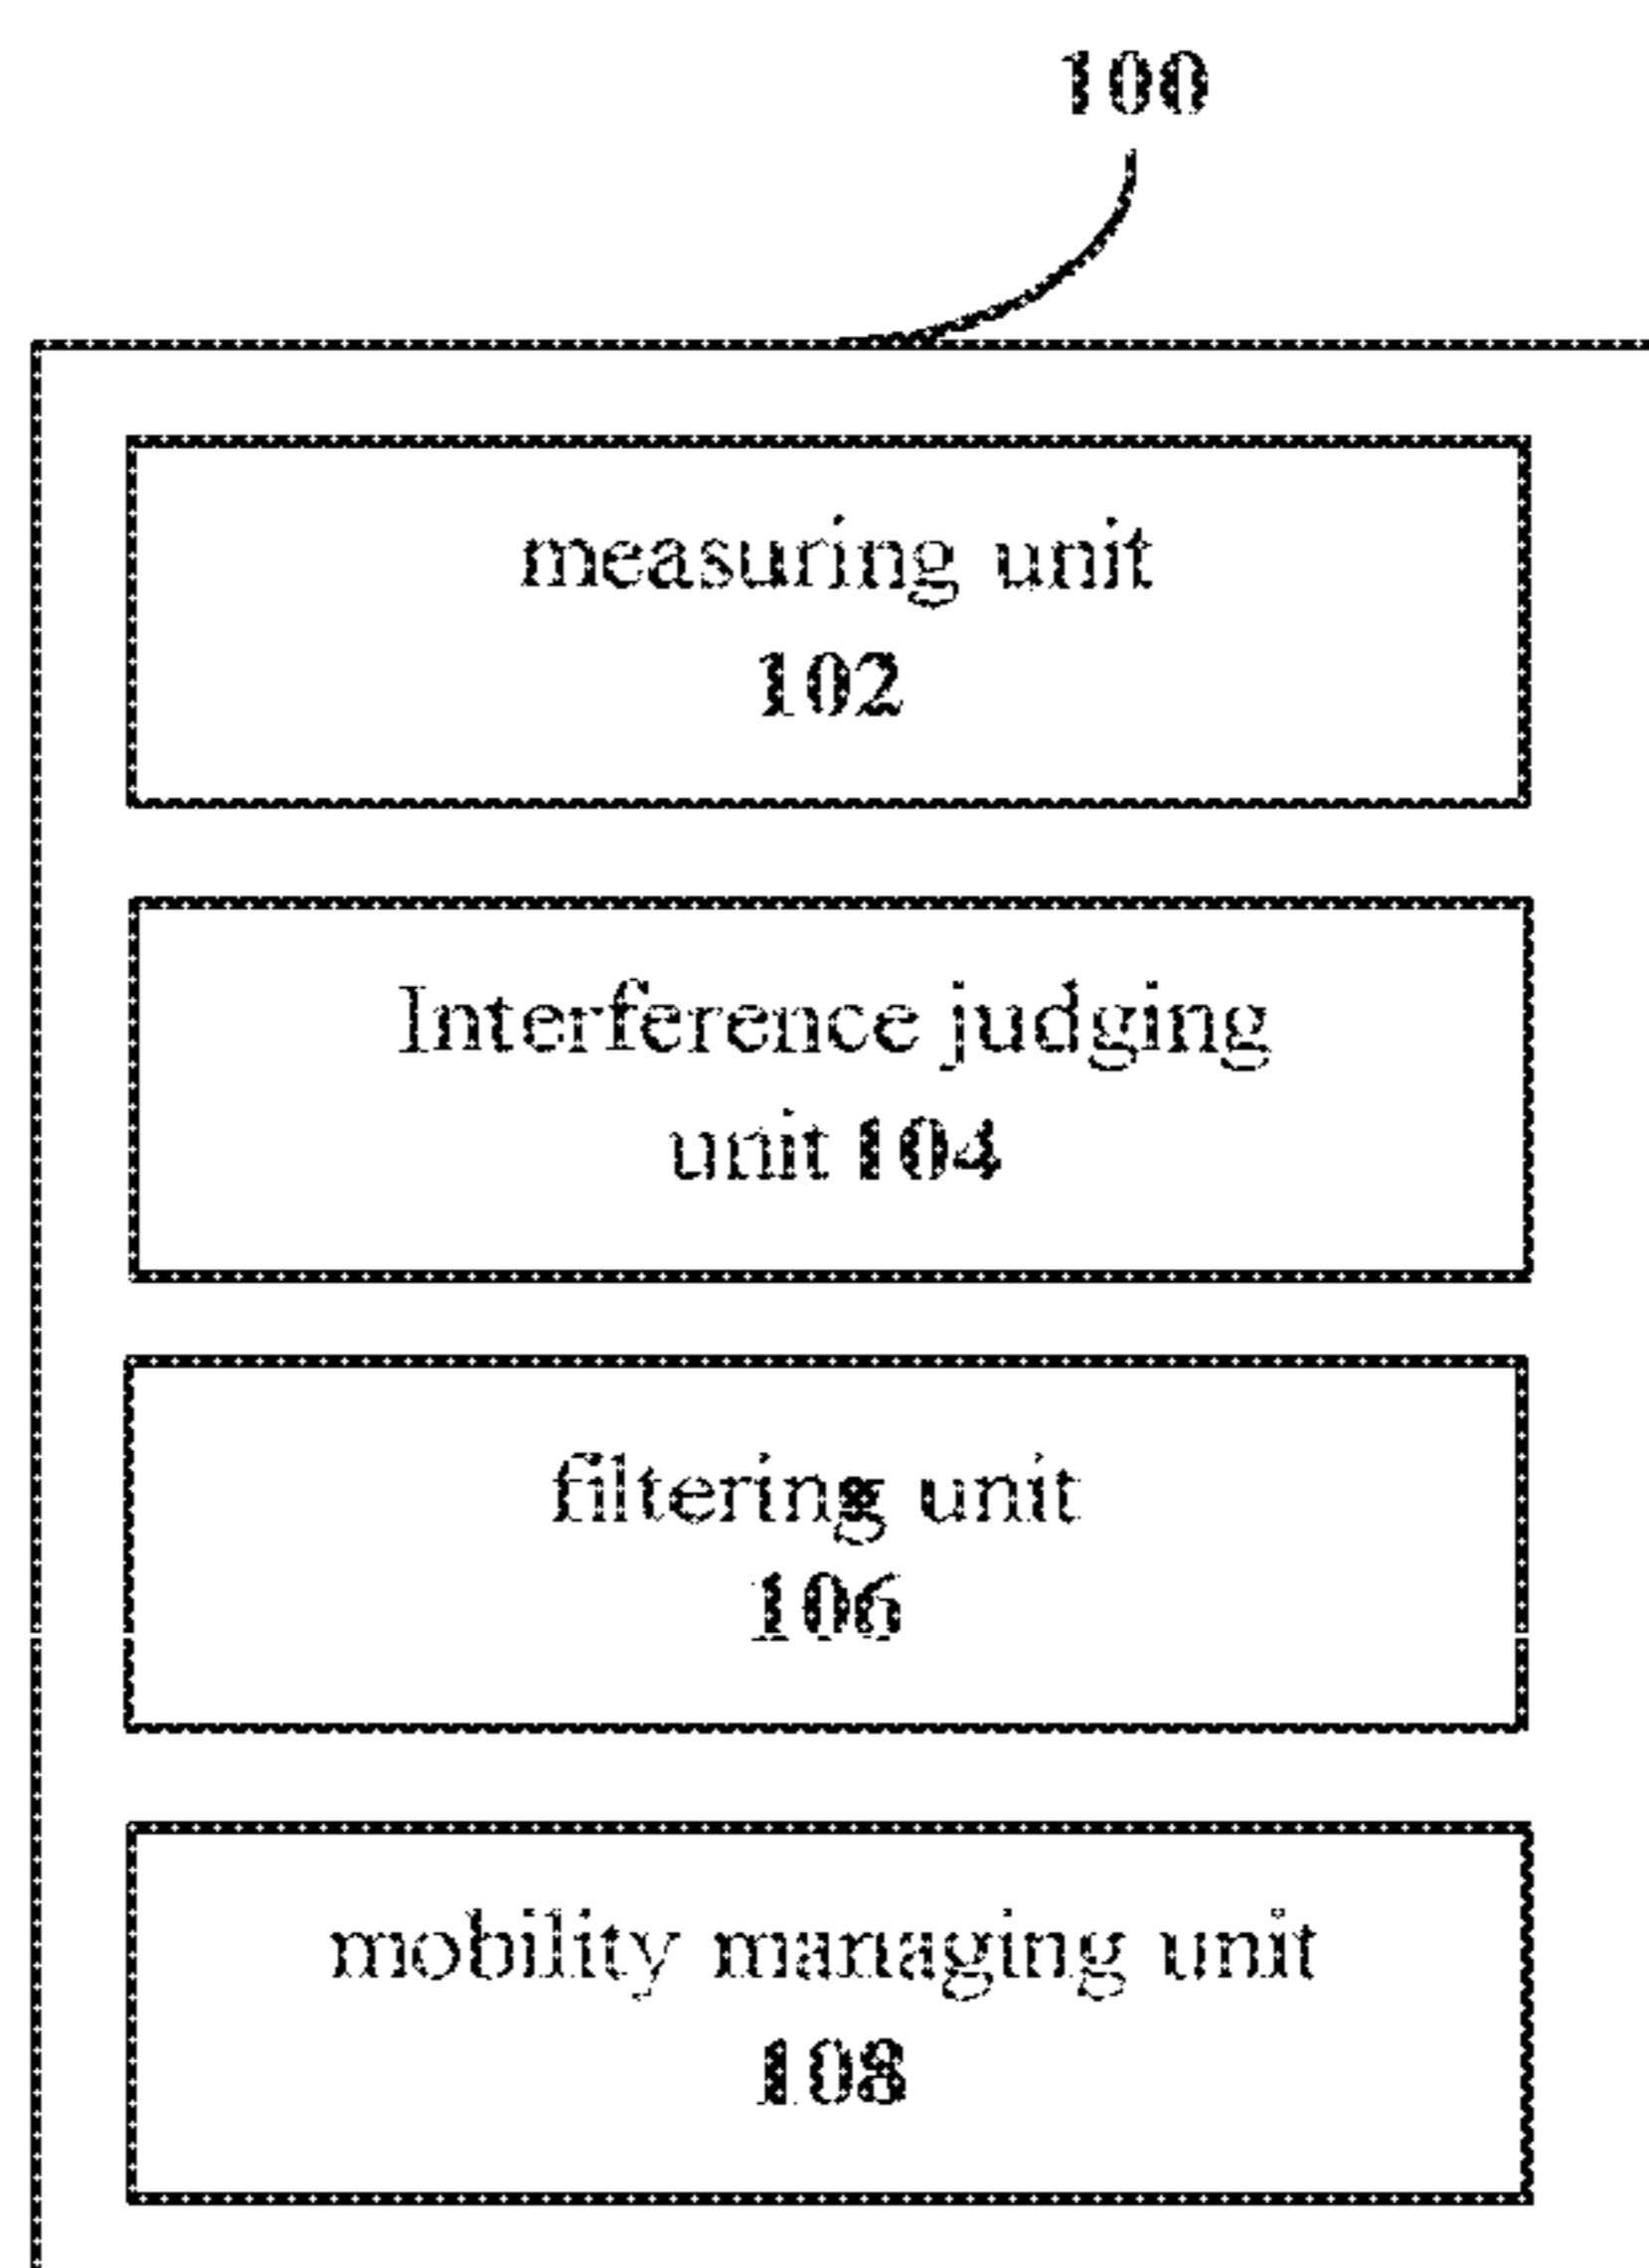 100
measuring unit
102
Interference judging
unit 104
filtering unit
106
mobility managing unit
108